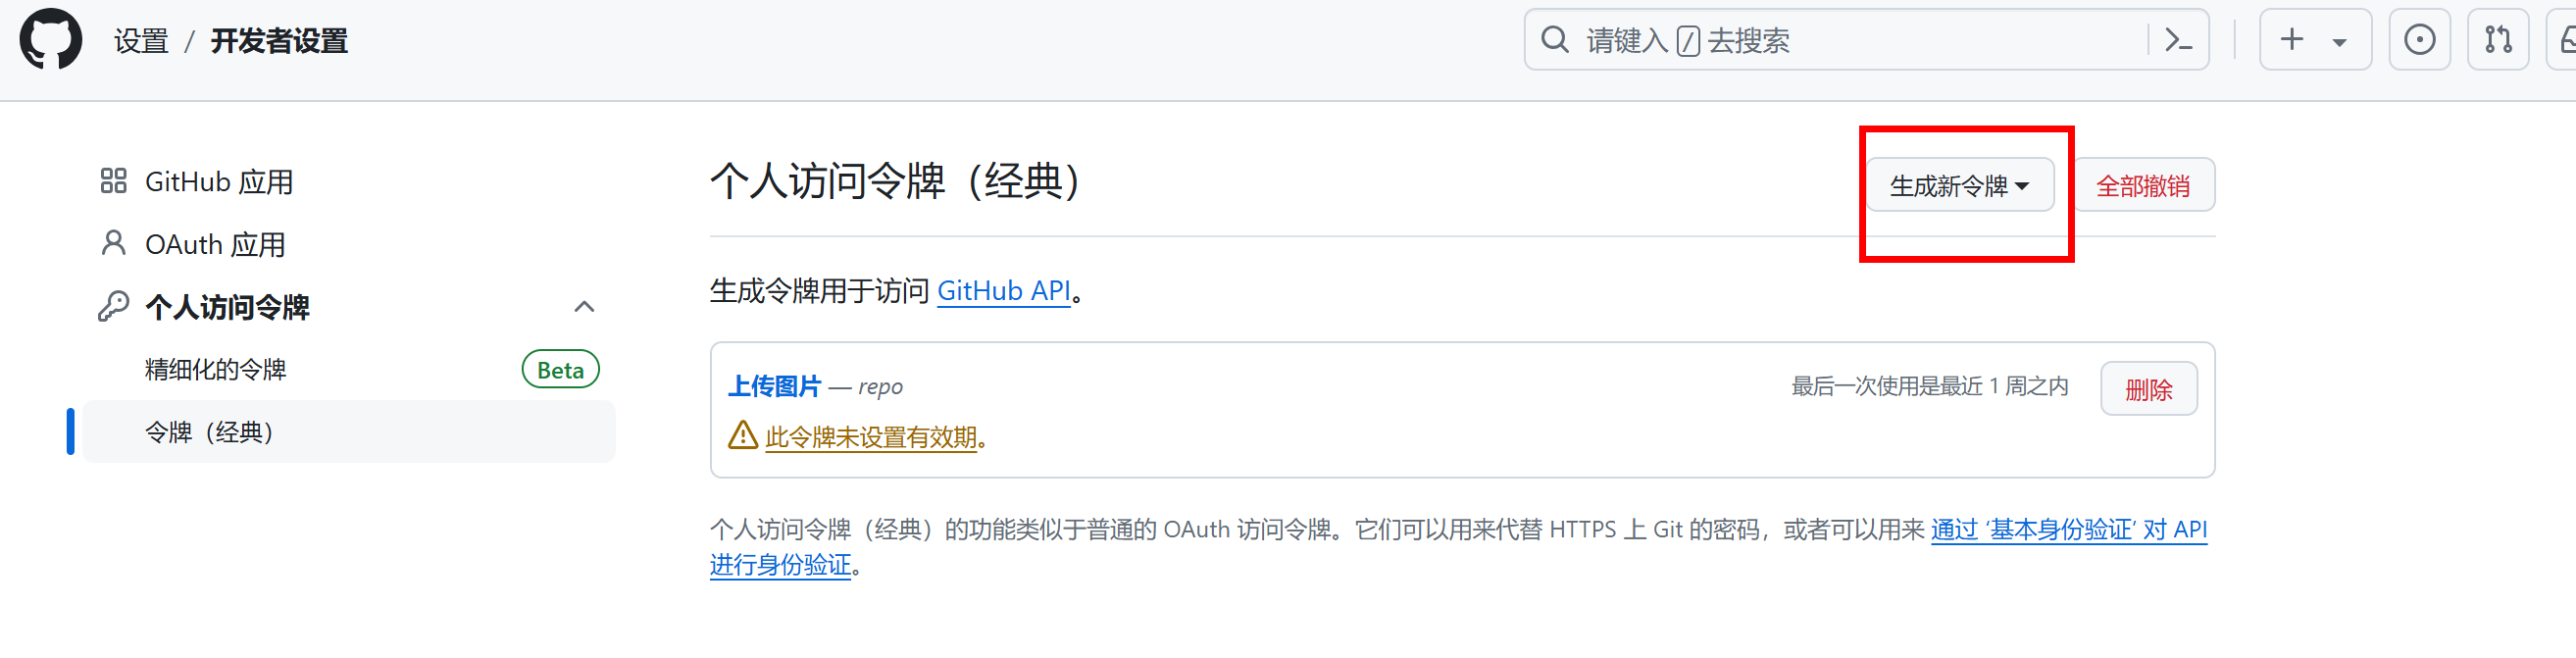 设置 / 开发者设置
请键入 / 去搜索
GitHub 应用
OAuth 应用
个人访问令牌
精细化的令牌 Beta
令牌（经典）
个人访问令牌（经典）
生成新令牌
全部撤销
生成令牌用于访问 GitHub API。
上传图片 — repo
最后一次使用是最近 1 周之内
删除
此令牌未设置有效期。
个人访问令牌（经典）的功能类似于普通的 OAuth 访问令牌。它们可以用来代替 HTTPS 上 Git 的密码，或者可以用来 通过 ‘基本身份验证’ 对 API
进行身份验证。